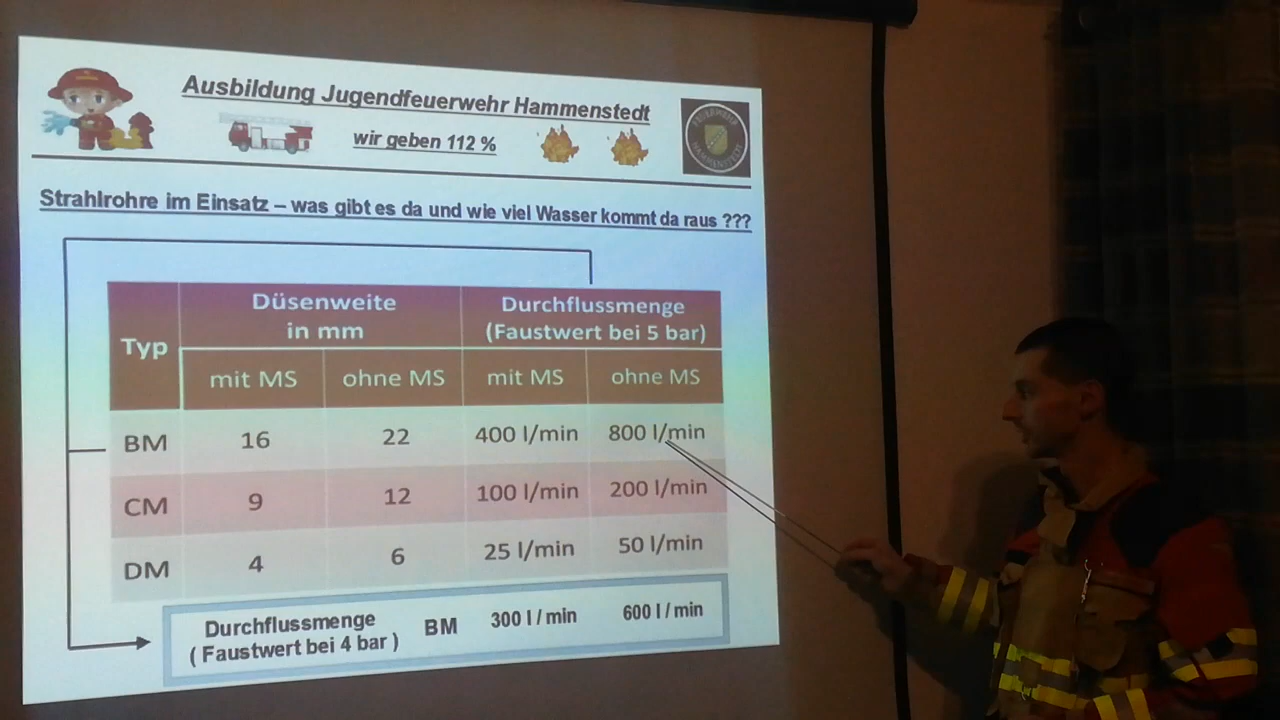 Ausbildung Jugendfeuerwehr Hammenstedt
wir geben 112 %
FEUERWEHR
HAMMENSTEDT
Strahlrohre im Einsatz – was gibt es da und wie viel Wasser kommt da raus ???
Typ
Düsenweite
in mm
Durchflussmenge
(Faustwert bei 5 bar)
mit MS ohne MS mit MS ohne MS
BM 16 22 400 l/min 800 l/min
CM 9 12 100 l/min 200 l/min
DM 4 6 25 l/min 50 l/min
Durchflussmenge
( Faustwert bei 4 bar ) BM 300 l / min 600 l / min